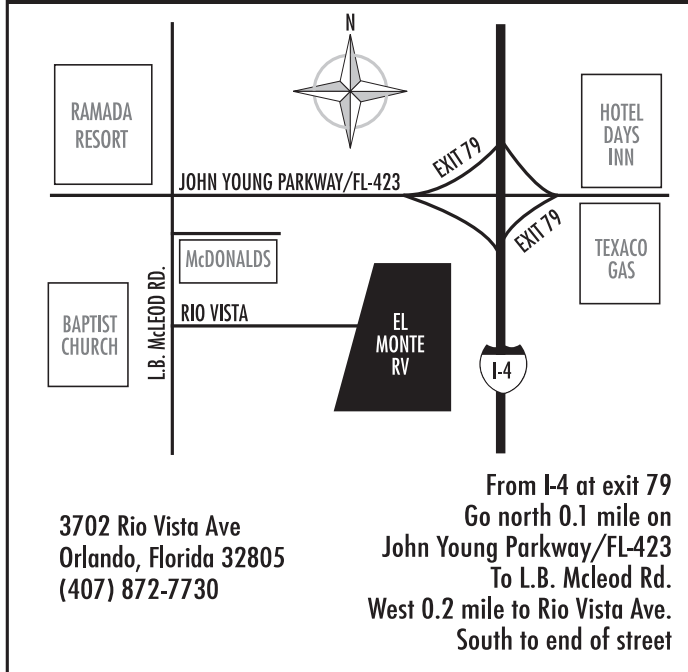 N
RAMADA
RESORT
HOTEL
DAYS
INN
EXIT 79
JOHN YOUNG PARKWAY/FL-423
EXIT 79
TEXACO
GAS
McDONALDS
L.B. McLEOD RD.
RIO VISTA
BAPTIST
CHURCH
EL
MONTE
RV
I-4
3702 Rio Vista Ave
Orlando, Florida 32805
(407) 872-7730
From I-4 at exit 79
Go north 0.1 mile on
John Young Parkway/FL-423
To L.B. Mcleod Rd.
West 0.2 mile to Rio Vista Ave.
South to end of street